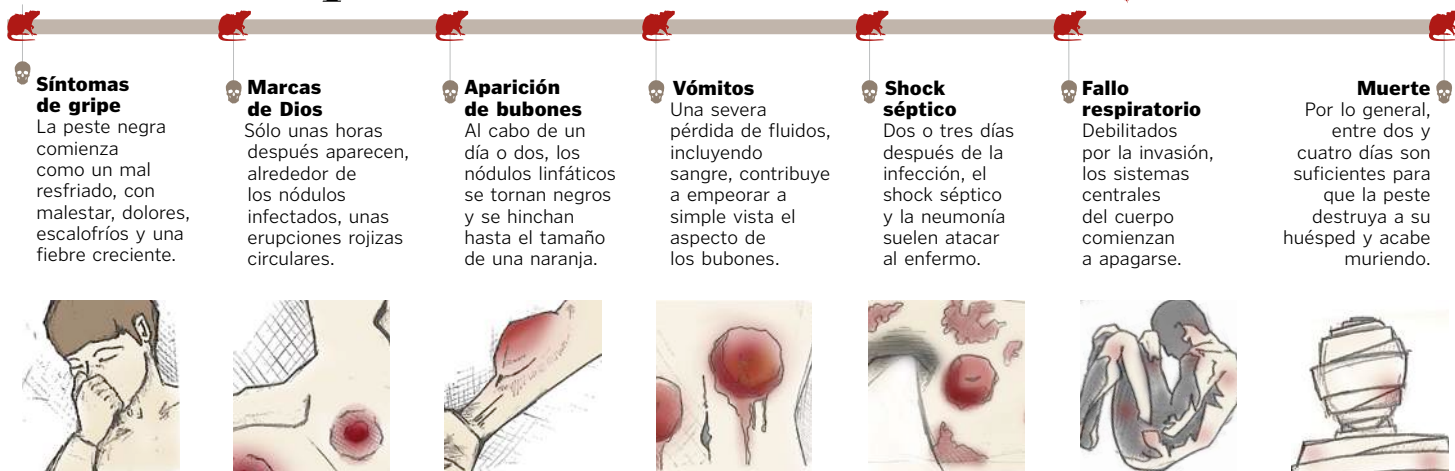 Síntomas
de gripe
La peste negra
comienza
como un mal
resfriado, con
malestar, dolores,
escalofríos y una
fiebre creciente.
Marcas
de Dios
Sólo unas horas
después aparecen,
alrededor de
los nódulos
infectados, unas
erupciones rojizas
circulares.
Aparición
de bubones
Al cabo de un
día o dos, los
nódulos linfáticos
se tornan negros
y se hinchan
hasta el tamaño
de una naranja.
Vómitos
Una severa
pérdida de fluidos,
incluyendo
sangre, contribuye
a empeorar a
simple vista el
aspecto de
los bubones.
Shock
séptico
Dos o tres días
después de la
infección, el
shock séptico
y la neumonía
suelen atacar
al enfermo.
Fallo
respiratorio
Debilitados
por la invasión,
los sistemas
centrales
del cuerpo
comienzan
a apagarse.
Muerte
Por lo general,
entre dos y
cuatro días son
suficientes para
que la peste
destruya a su
huésped y acabe
muriendo.